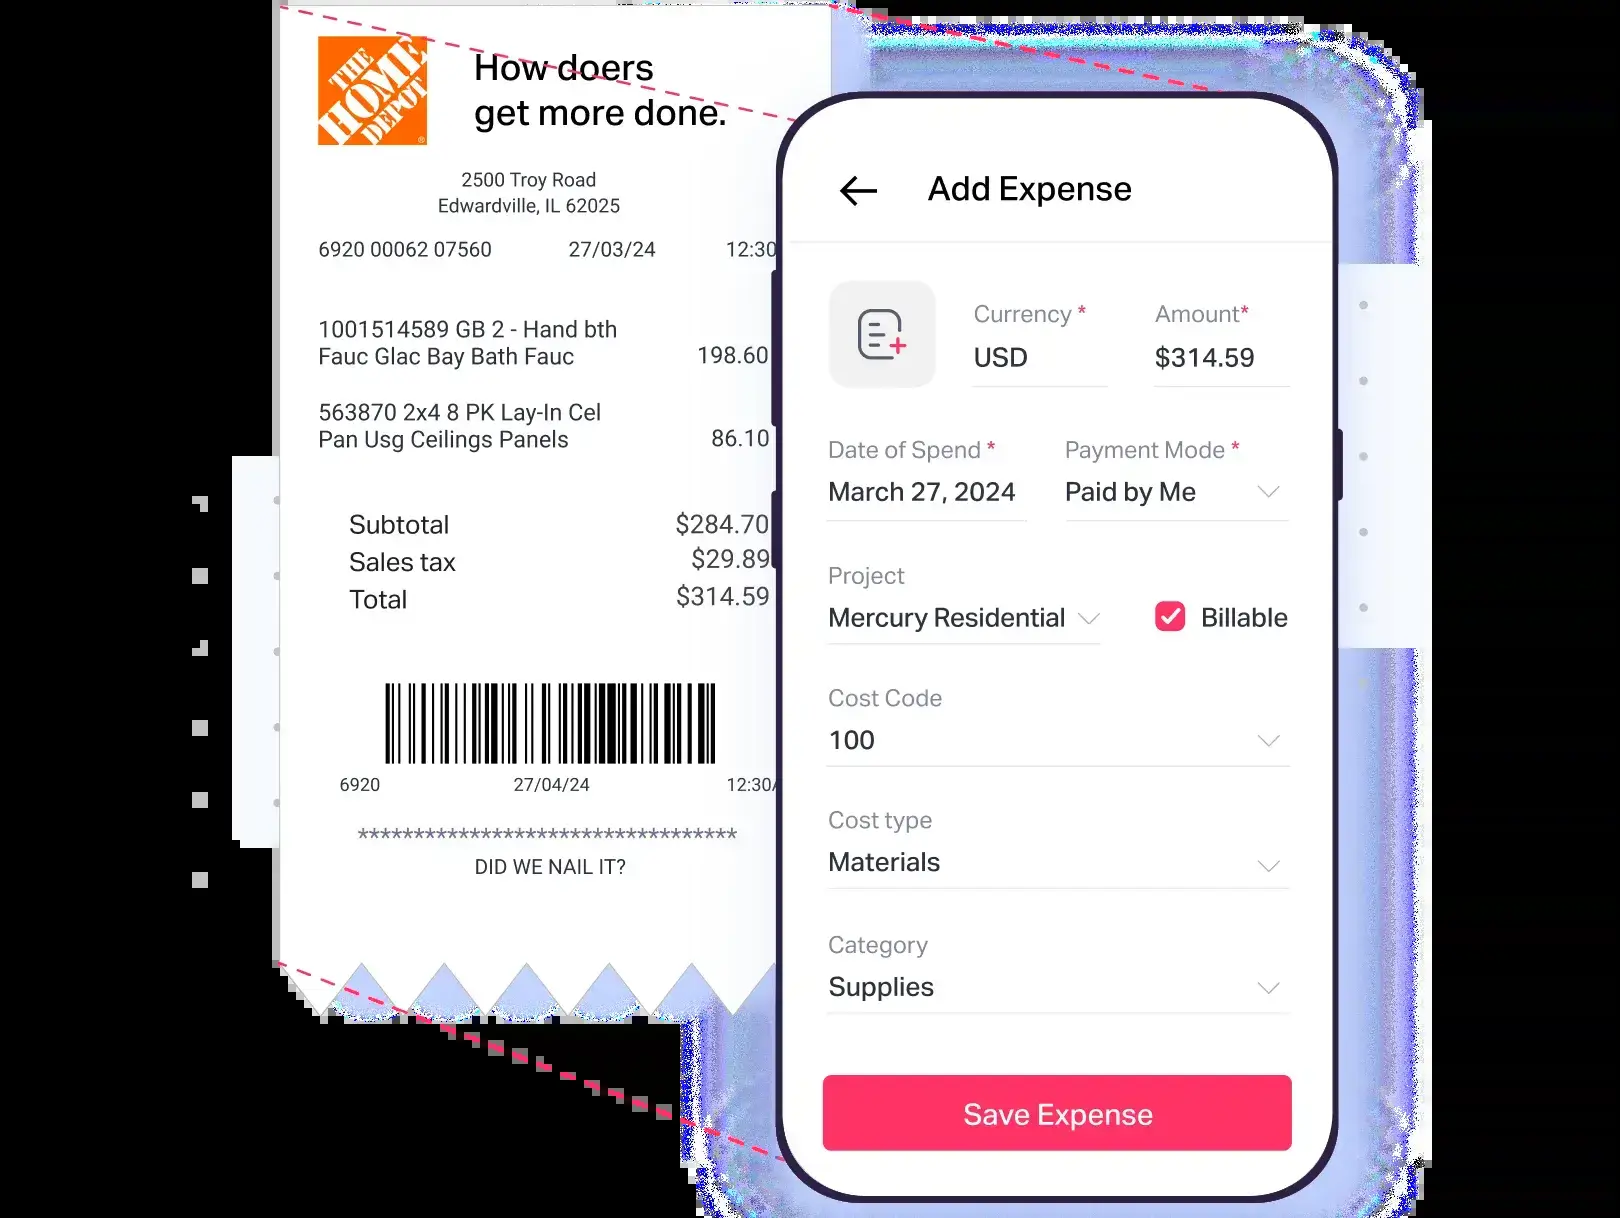 THE
HOME
DEPOT
®
How doers
get more done.
2500 Troy Road
Edwardville, IL 62025
6920 00062 07560 27/03/24 12:30
1001514589 GB 2 - Hand bth
Fauc Glac Bay Bath Fauc 198.60
563870 2x4 8 PK Lay-In Cel
Pan Usg Ceilings Panels 86.10
Subtotal $284.70
Sales tax $29.89
Total $314.59
6920 27/04/24 12:30
**********************************
DID WE NAIL IT?
Add Expense
Currency * Amount*
USD $314.59
Date of Spend * Payment Mode *
March 27, 2024 Paid by Me
Project
Mercury Residential Billable
Cost Code
100
Cost type
Materials
Category
Supplies
Save Expense